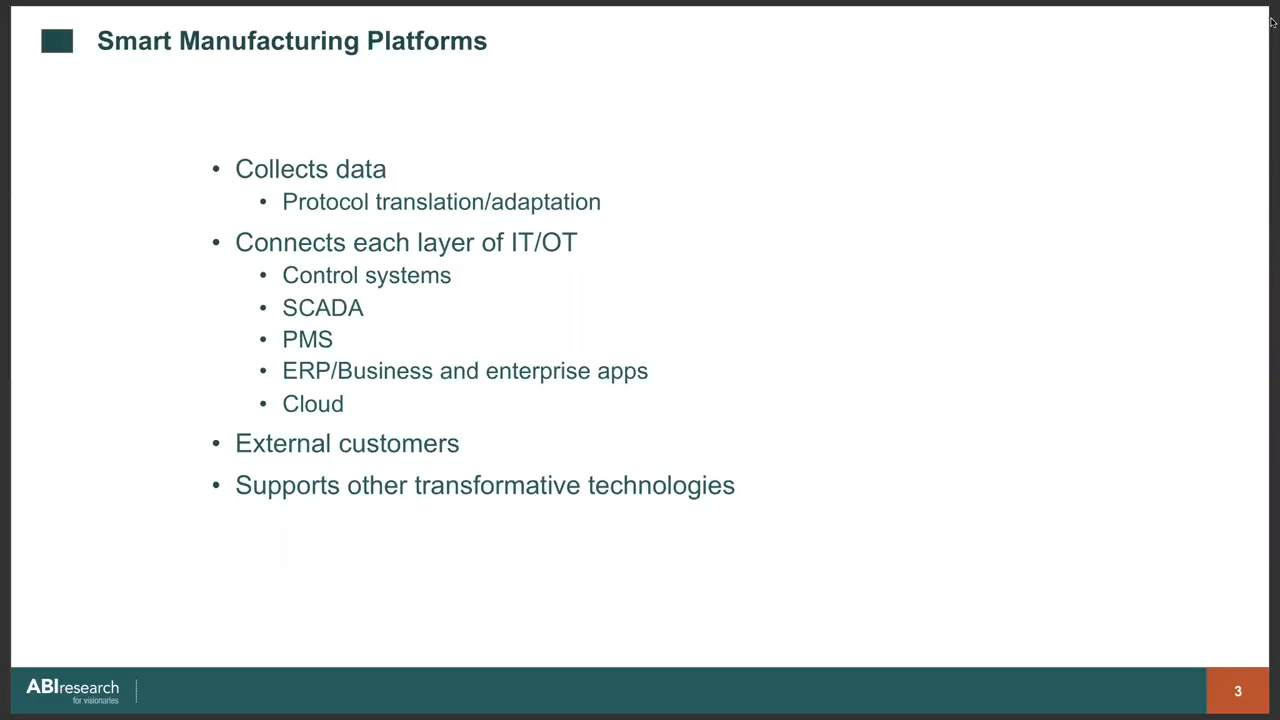 Smart Manufacturing Platforms
• Collects data
• Protocol translation/adaptation
• Connects each layer of IT/OT
• Control systems
• SCADA
• PMS
• ERP/Business and enterprise apps
• Cloud
• External customers
• Supports other transformative technologies
ABIresearch
for visionaries
3